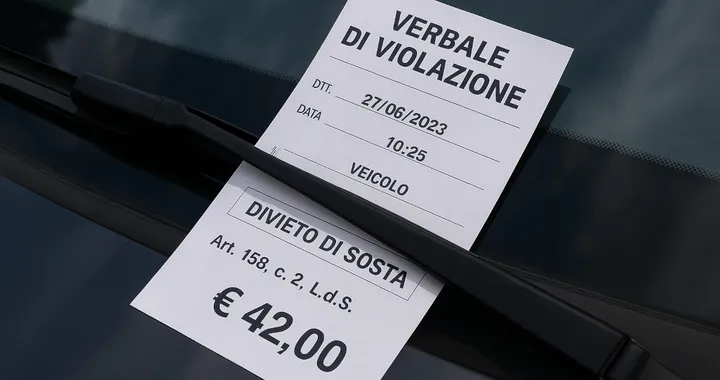 VERBALE
DI VIOLAZIONE
DTT. 27/06/2023
DATA 10:25
VEICOLO
DIVIETO DI SOSTA
Art. 158, c. 2, L.d.S.
€ 42,00